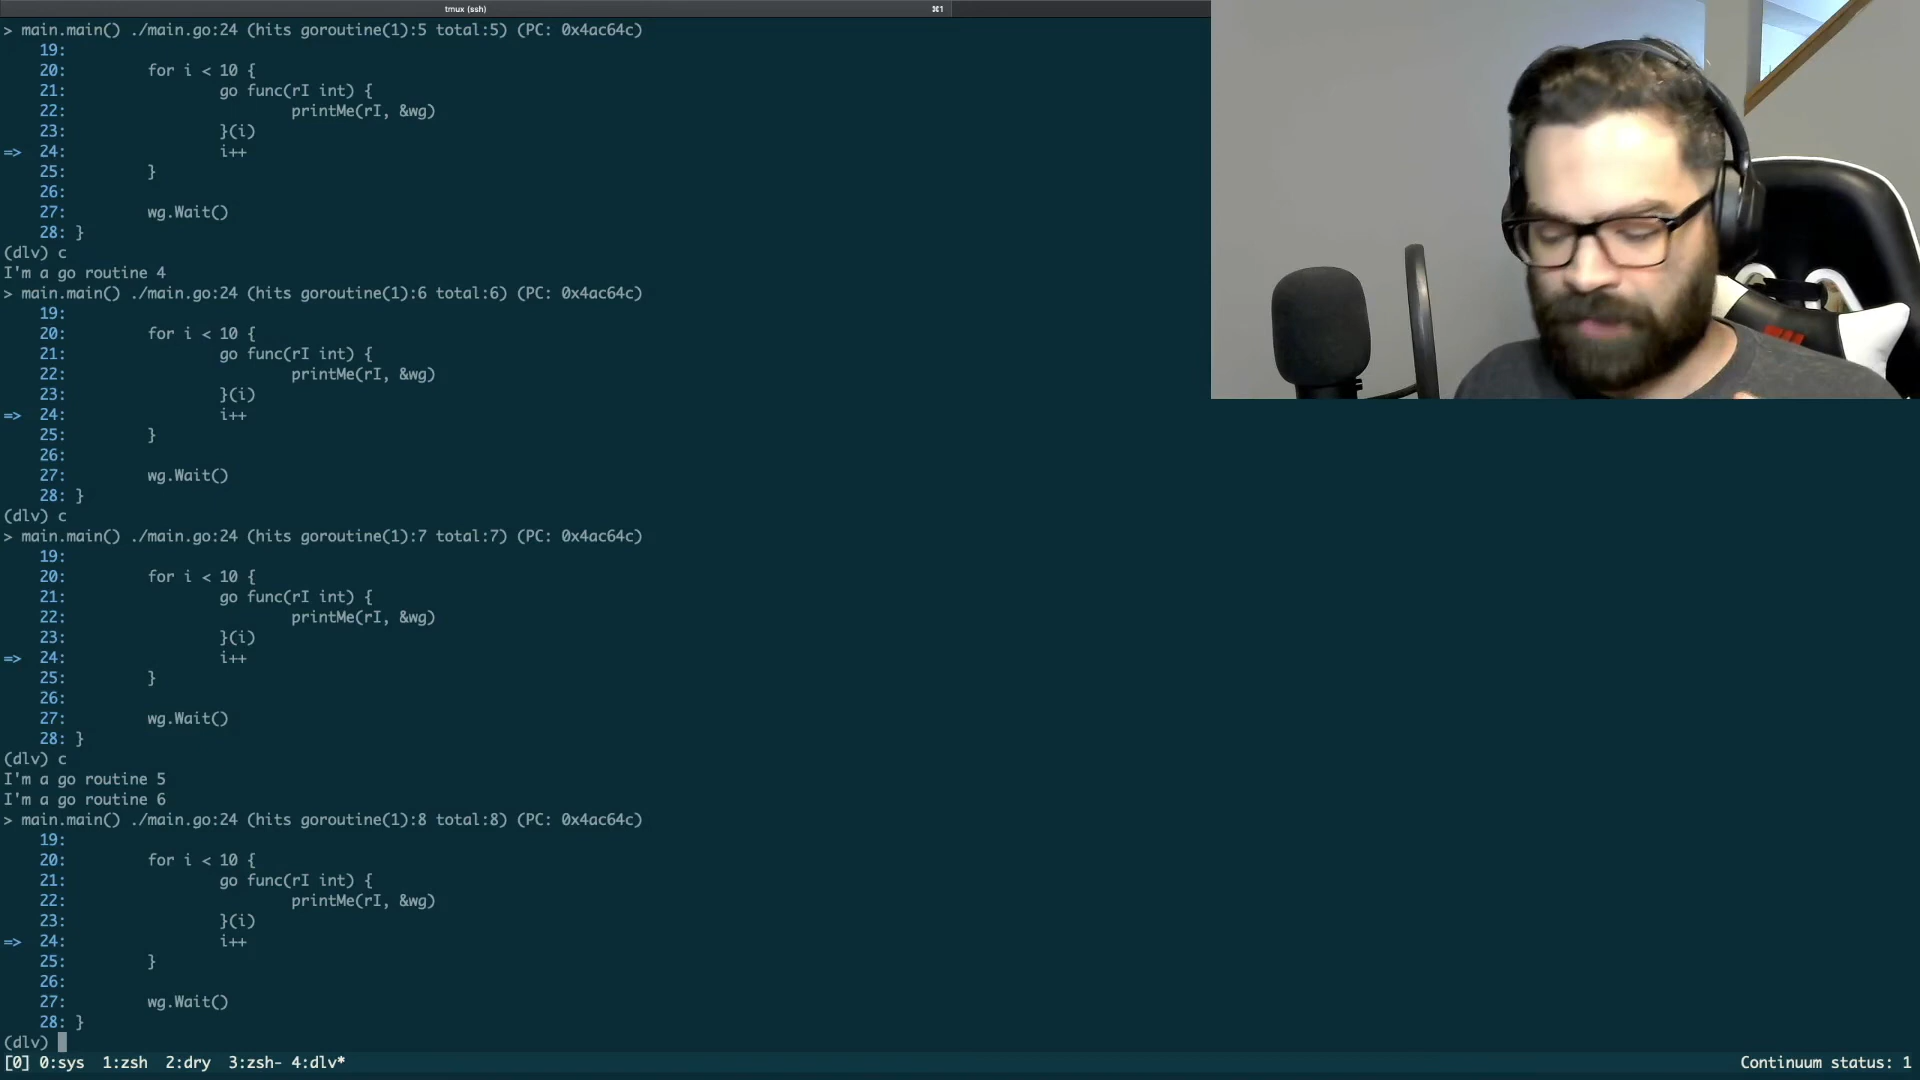 tmux (ssh)
⌘1
> main.main() ./main.go:24 (hits goroutine(1):5 total:5) (PC: 0x4ac64c)
19:
20: for i < 10 {
21: go func(rI int) {
22: printMe(rI, &wg)
23: }(i)
=> 24: i++
25: }
26:
27: wg.Wait()
28: }
(dlv) c
I'm a go routine 4
> main.main() ./main.go:24 (hits goroutine(1):6 total:6) (PC: 0x4ac64c)
19:
20: for i < 10 {
21: go func(rI int) {
22: printMe(rI, &wg)
23: }(i)
=> 24: i++
25: }
26:
27: wg.Wait()
28: }
(dlv) c
> main.main() ./main.go:24 (hits goroutine(1):7 total:7) (PC: 0x4ac64c)
19:
20: for i < 10 {
21: go func(rI int) {
22: printMe(rI, &wg)
23: }(i)
=> 24: i++
25: }
26:
27: wg.Wait()
28: }
(dlv) c
I'm a go routine 5
I'm a go routine 6
> main.main() ./main.go:24 (hits goroutine(1):8 total:8) (PC: 0x4ac64c)
19:
20: for i < 10 {
21: go func(rI int) {
22: printMe(rI, &wg)
23: }(i)
=> 24: i++
25: }
26:
27: wg.Wait()
28: }
(dlv)
[0] 0:sys 1:zsh 2:dry 3:zsh- 4:dlv* Continuum status: 1